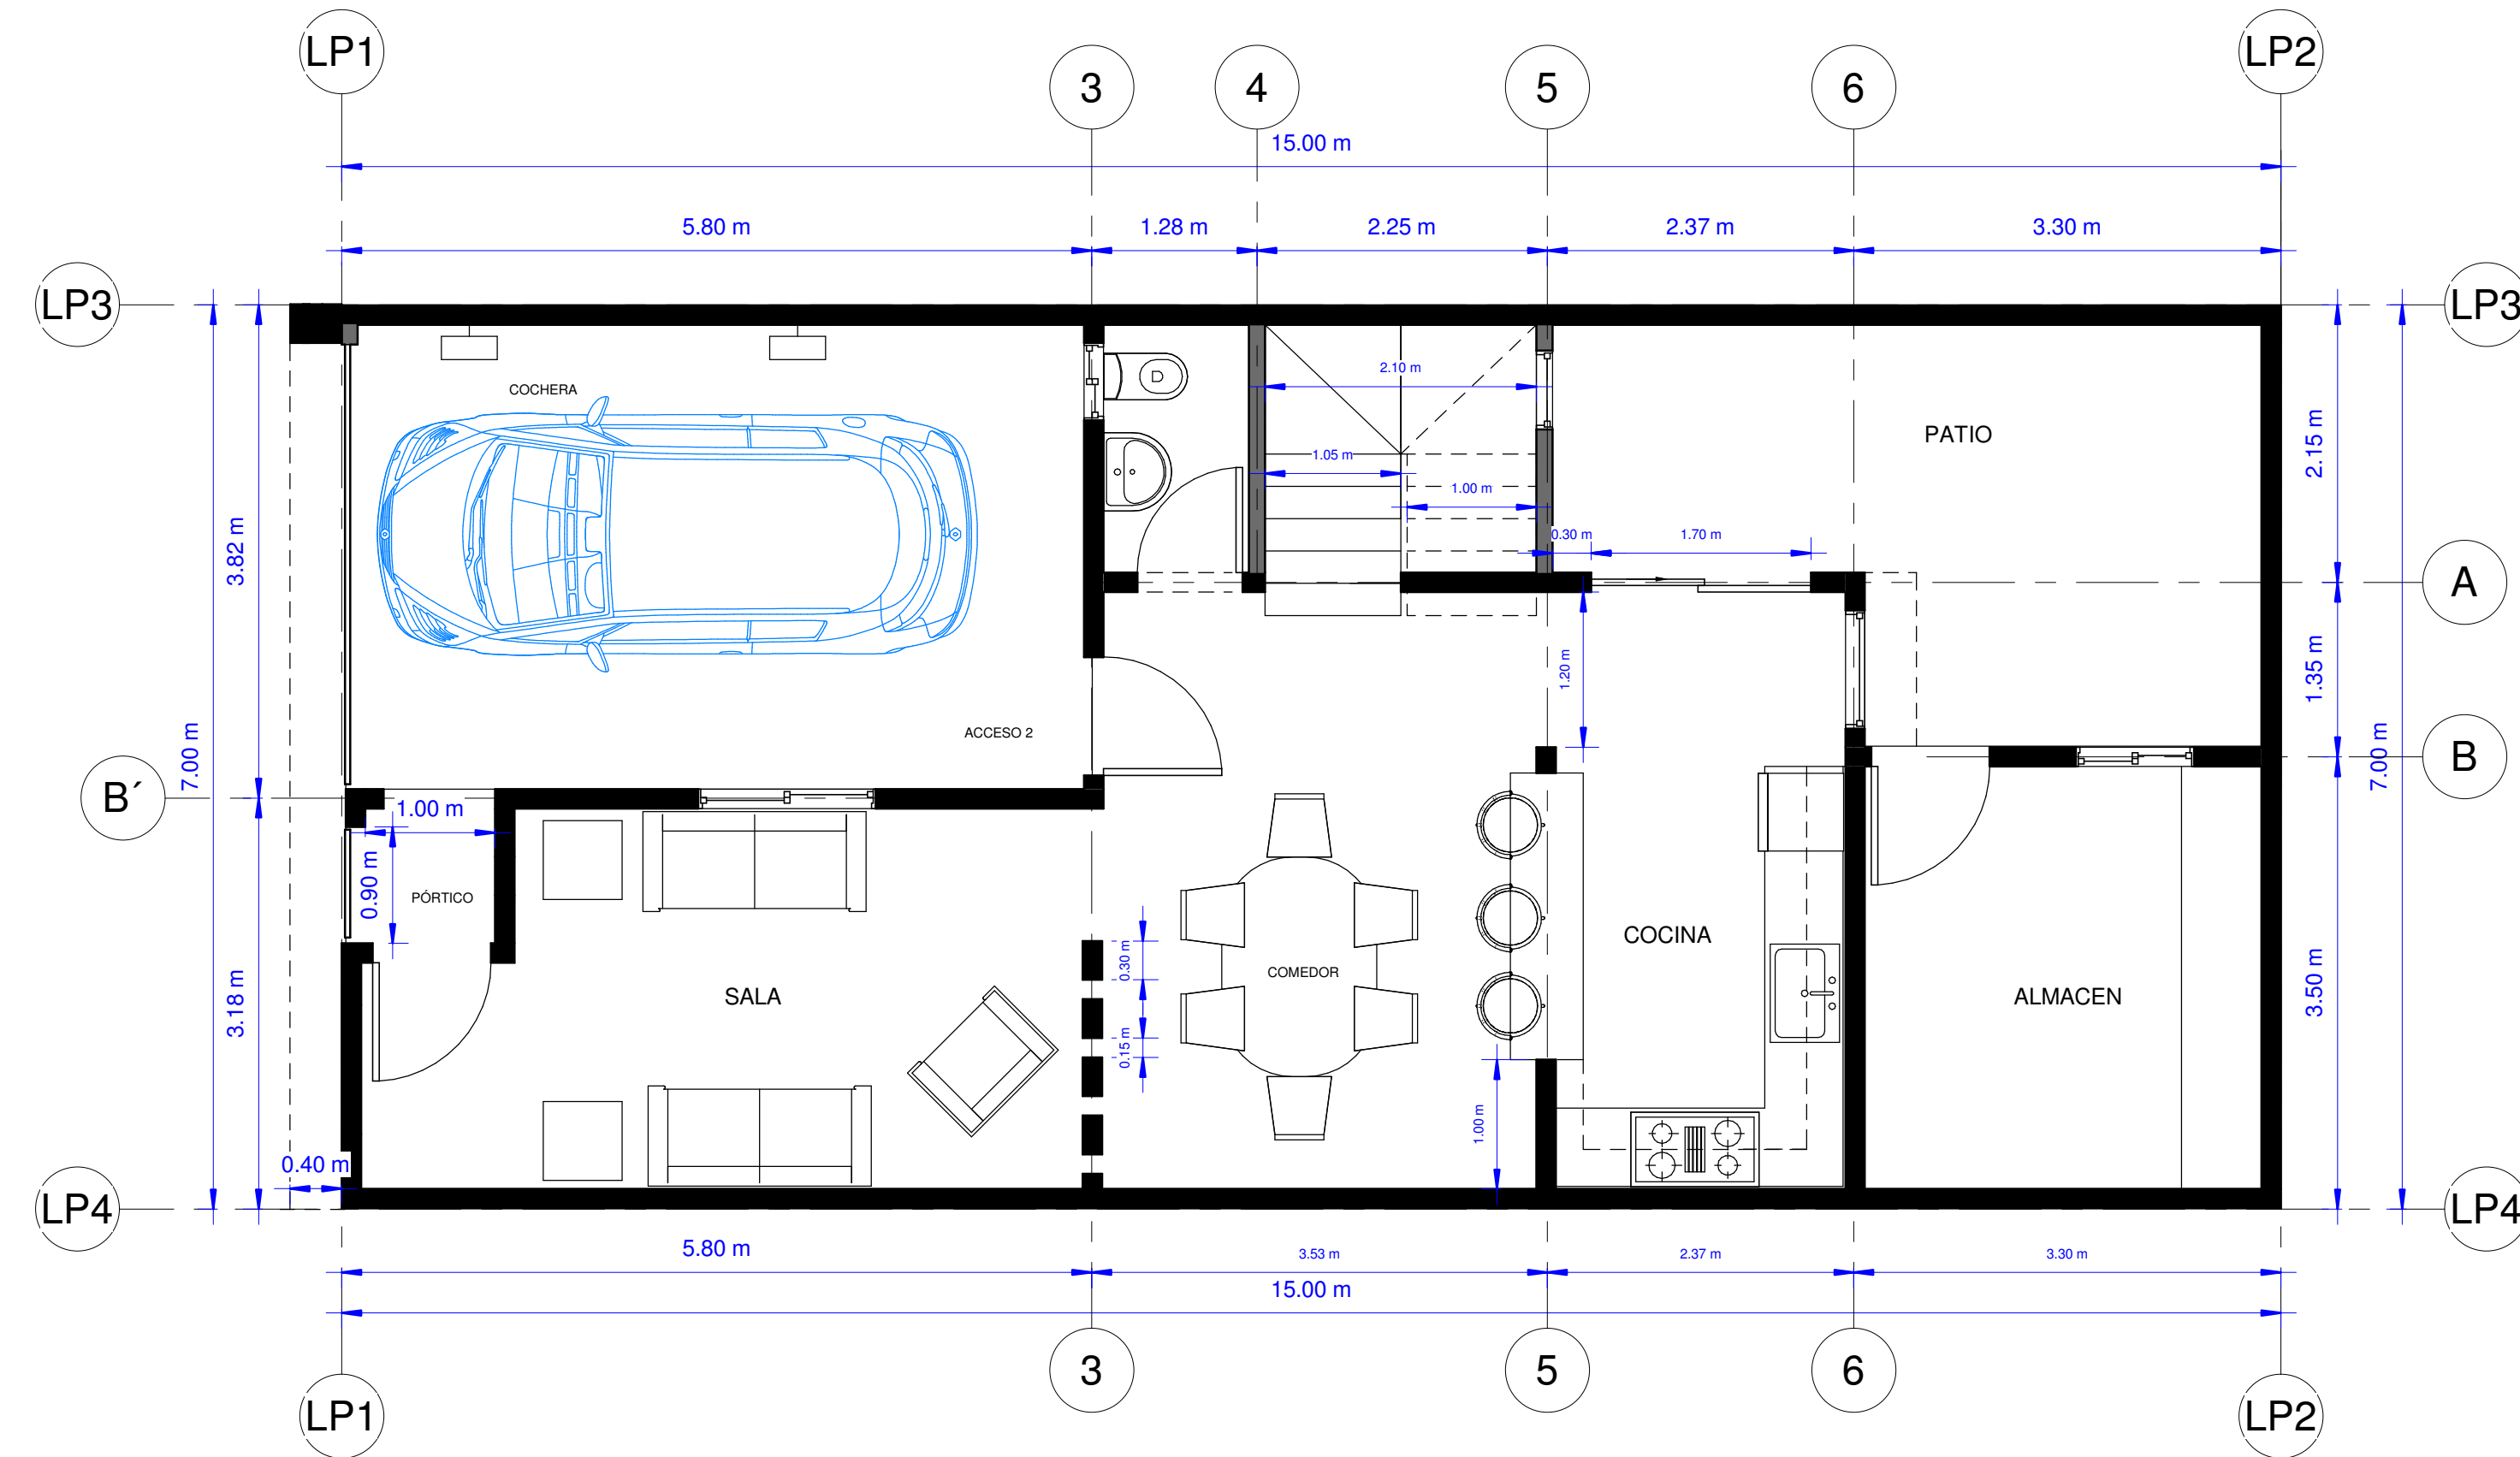 LP1
LP2
3
4
5
6
15.00 m
5.80 m
1.28 m
2.25 m
2.37 m
3.30 m
LP3
LP3
2.10 m
COCHERA
PATIO
2.15 m
1.05 m
1.00 m
0.30 m
1.70 m
3.82 m
A
1.20 m
1.35 m
ACCESO 2
7.00 m
7.00 m
B´
B
1.00 m
0.90 m
PÓRTICO
COCINA
0.30 m
COMEDOR
SALA
ALMACEN
3.50 m
3.18 m
0.15 m
1.00 m
0.40 m
LP4
LP4
5.80 m
3.53 m
2.37 m
3.30 m
15.00 m
3
5
6
LP1
LP2